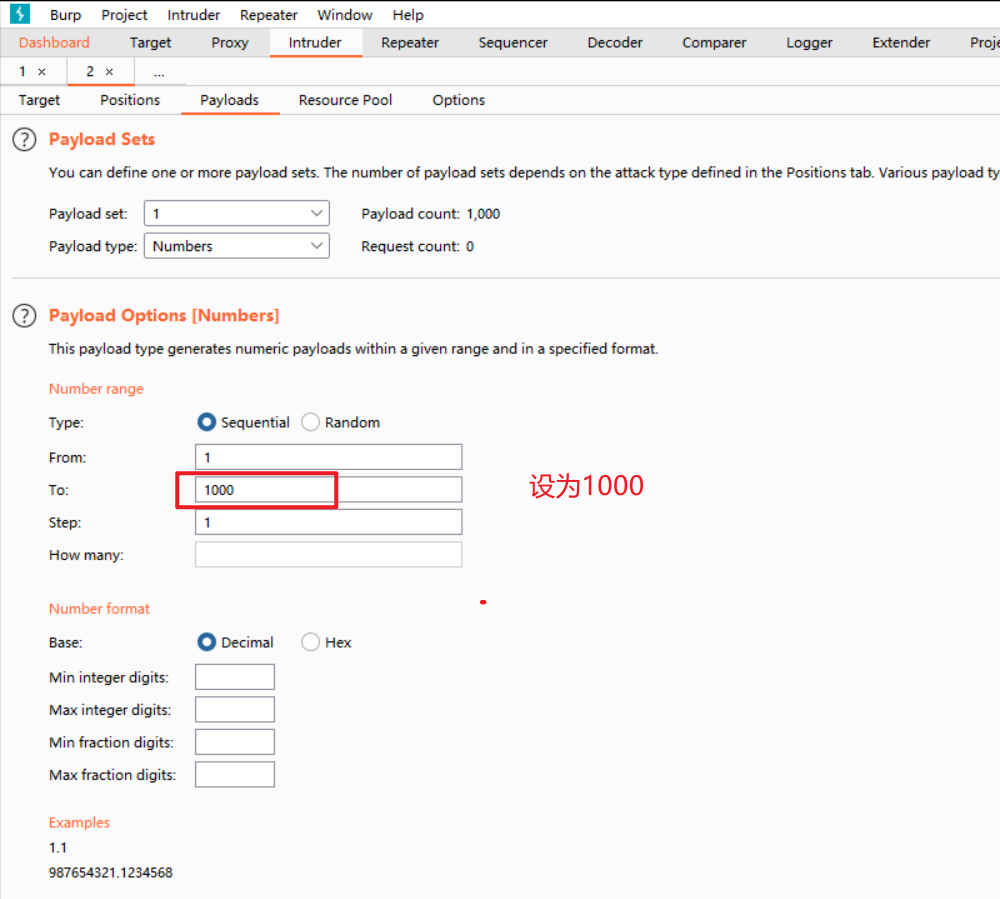 Burp Project Intruder Repeater Window Help
Dashboard Target Proxy Intruder Repeater Sequencer Decoder Comparer Logger Extender Proje
1 × 2 × ...
Target Positions Payloads Resource Pool Options
? Payload Sets
You can define one or more payload sets. The number of payload sets depends on the attack type defined in the Positions tab. Various payload ty
Payload set: 1 Payload count: 1,000
Payload type: Numbers Request count: 0
? Payload Options [Numbers]
This payload type generates numeric payloads within a given range and in a specified format.
Number range
Type: Sequential Random
From: 1
To: 1000 设为1000
Step: 1
How many:
Number format
Base: Decimal Hex
Min integer digits:
Max integer digits:
Min fraction digits:
Max fraction digits:
Examples
1.1
987654321.1234568